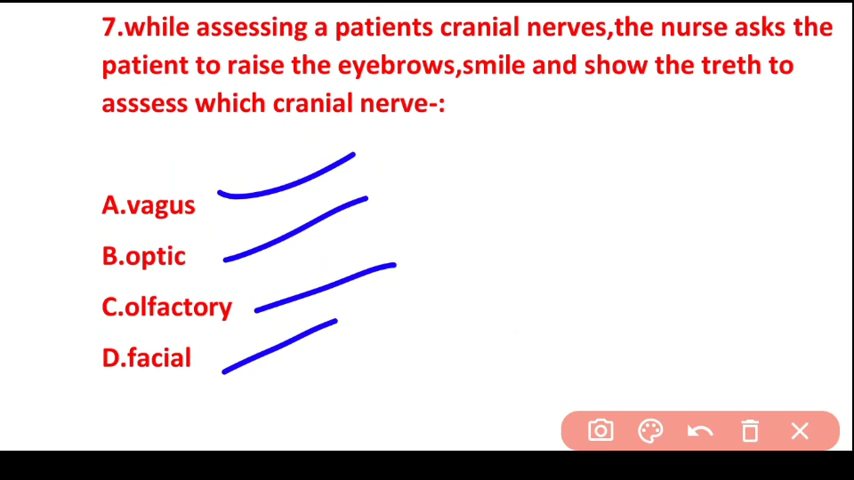 7.while assessing a patients cranial nerves,the nurse asks the
patient to raise the eyebrows,smile and show the treth to
asssess which cranial nerve-:
A.vagus
B.optic
C.olfactory
D.facial